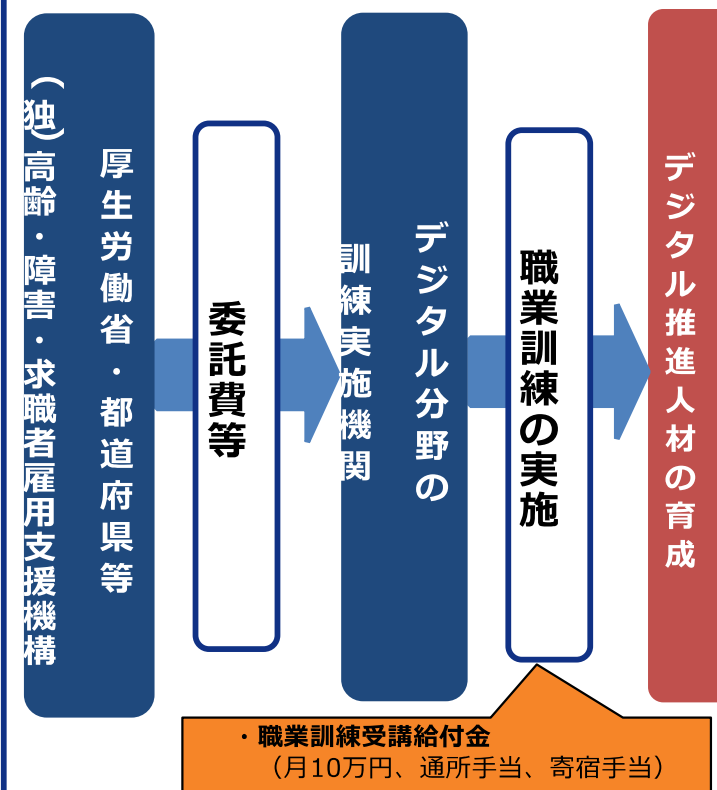 厚生労働省・都道府県等
（独）高齢・障害・求職者雇用支援機構
委託費等
デジタル分野の
訓練実施機関
職業訓練の実施
デジタル推進人材の育成
・職業訓練受講給付金
（月10万円、通所手当、寄宿手当）